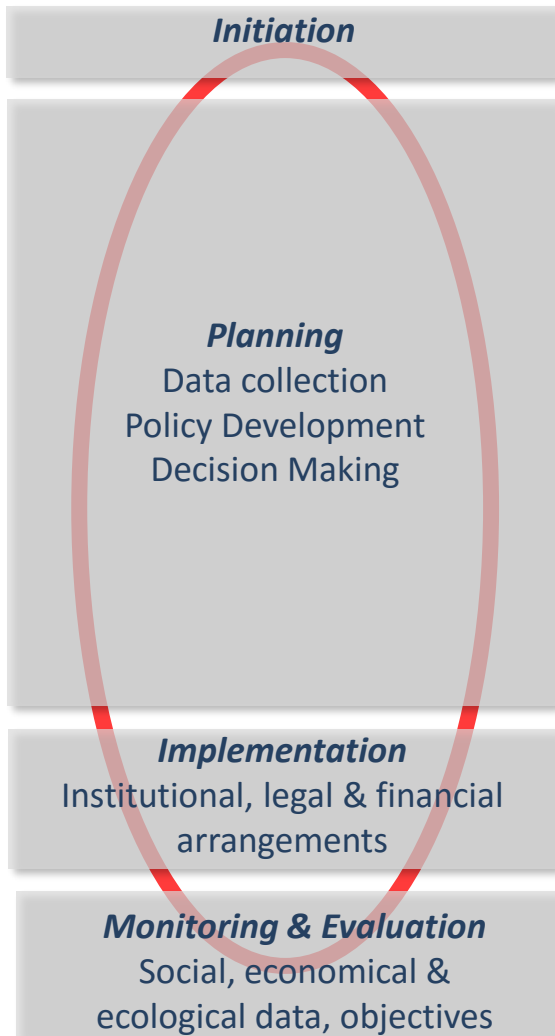 Initiation
Planning
Data collection
Policy Development
Decision Making
Implementation
Institutional, legal & financial
arrangements
Monitoring & Evaluation
Social, economical &
ecological data, objectives